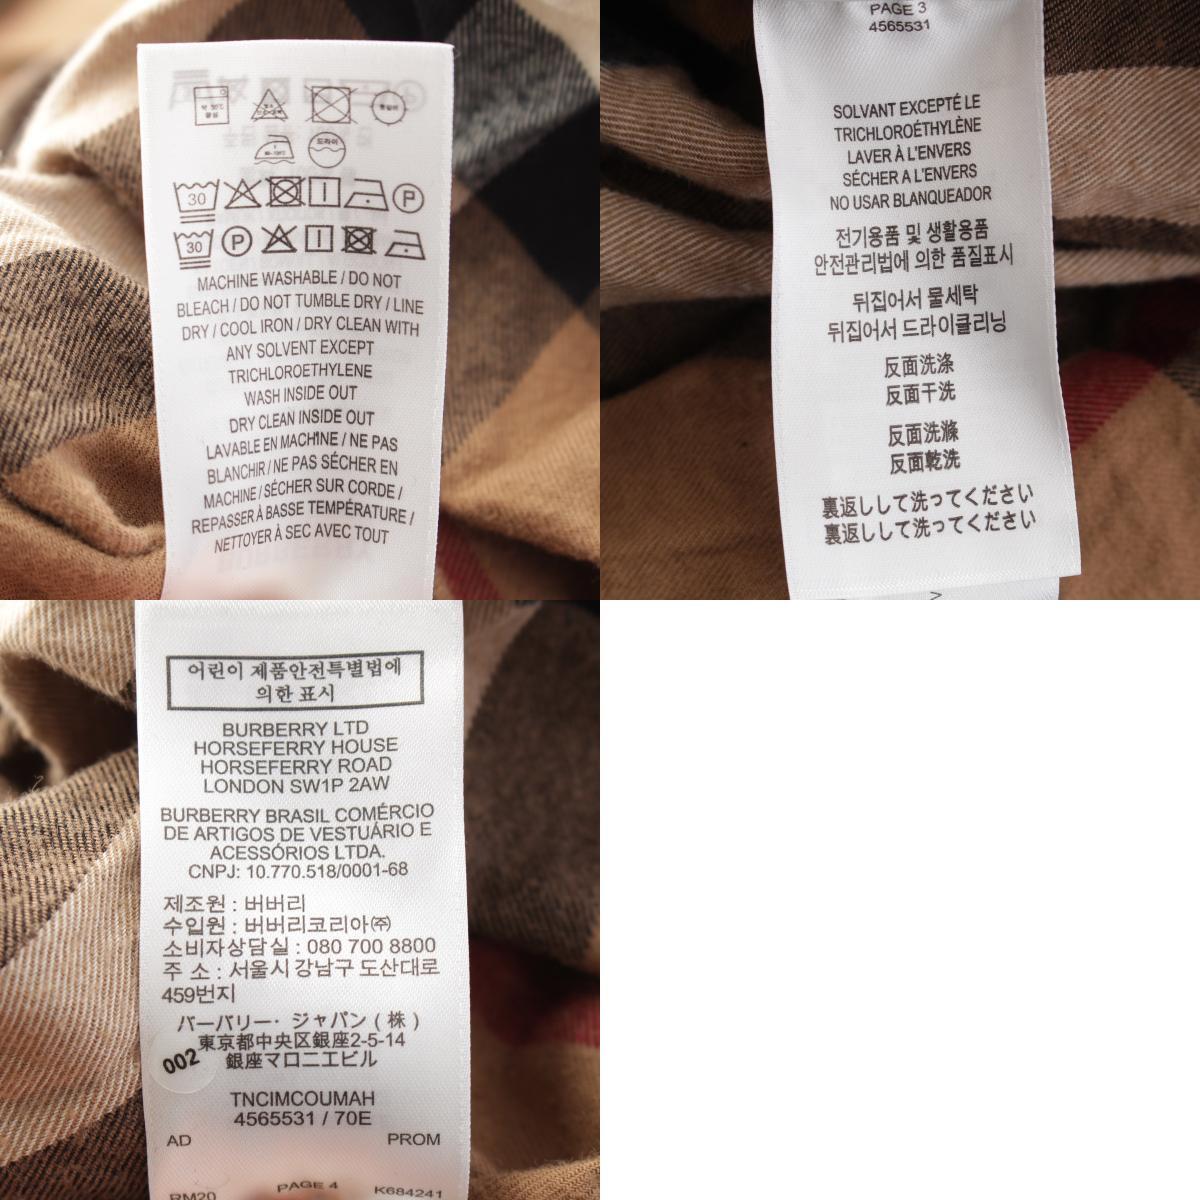 약 30℃
드라이
30
P
30
P
MACHINE WASHABLE / DO NOT
BLEACH / DO NOT TUMBLE DRY / LINE
DRY / COOL IRON / DRY CLEAN WITH
ANY SOLVENT EXCEPT
TRICHLOROETHYLENE
WASH INSIDE OUT
DRY CLEAN INSIDE OUT
LAVABLE EN MACHINE / NE PAS
BLANCHIR / NE PAS SÉCHER EN
MACHINE / SÉCHER SUR CORDE /
REPASSER À BASSE TEMPÉRATURE /
NETTOYER À SEC AVEC TOUT
PAGE 3
4565531
SOLVANT EXCEPTÉ LE
TRICHLOROÉTHYLÈNE
LAVER À L'ENVERS
SÉCHER À L'ENVERS
NO USAR BLANQUEADOR
전기용품 및 생활용품
안전관리법에 의한 품질표시
뒤집어서 물세탁
뒤집어서 드라이클리닝
反面洗涤
反面干洗
反面洗滌
反面乾洗
裏返しして洗ってください
裏返しして洗ってください
어린이 제품안전특별법에
의한 표시
BURBERRY LTD
HORSEFERRY HOUSE
HORSEFERRY ROAD
LONDON SW1P 2AW
BURBERRY BRASIL COMÉRCIO
DE ARTIGOS DE VESTUÁRIO E
ACESSÓRIOS LTDA.
CNPJ: 10.770.518/0001-68
제조원 : 버버리
수입원 : 버버리코리아㈜
소비자상담실 : 080 700 8800
주 소 : 서울시 강남구 도산대로
459번지
バーバリー・ジャパン ( 株 )
東京都中央区銀座2-5-14
銀座マロニエビル
002
TNCIMCOUMAH
4565531 / 70E
AD PROM
RM20 PAGE 4 K684241